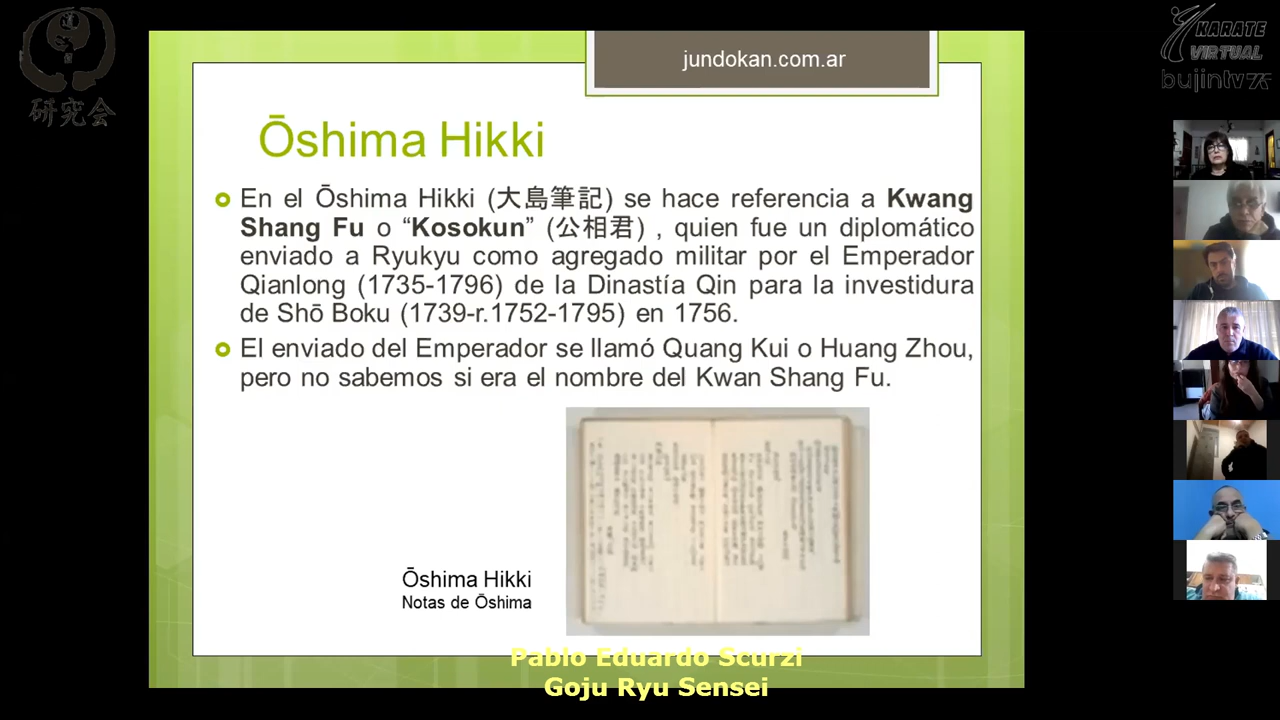 道
研究会
KARATE
VIRTUAL
bujintv
jundokan.com.ar
Ōshima Hikki
En el Ōshima Hikki (大島筆記) se hace referencia a Kwang
Shang Fu o “Kosokun” (公相君) , quien fue un diplomático
enviado a Ryukyu como agregado militar por el Emperador
Qianlong (1735-1796) de la Dinastía Qin para la investidura
de Shō Boku (1739-r.1752-1795) en 1756.
El enviado del Emperador se llamó Quang Kui o Huang Zhou,
pero no sabemos si era el nombre del Kwan Shang Fu.
Ōshima Hikki
Notas de Ōshima
Pablo Eduardo Scurzi
Goju Ryu Sensei